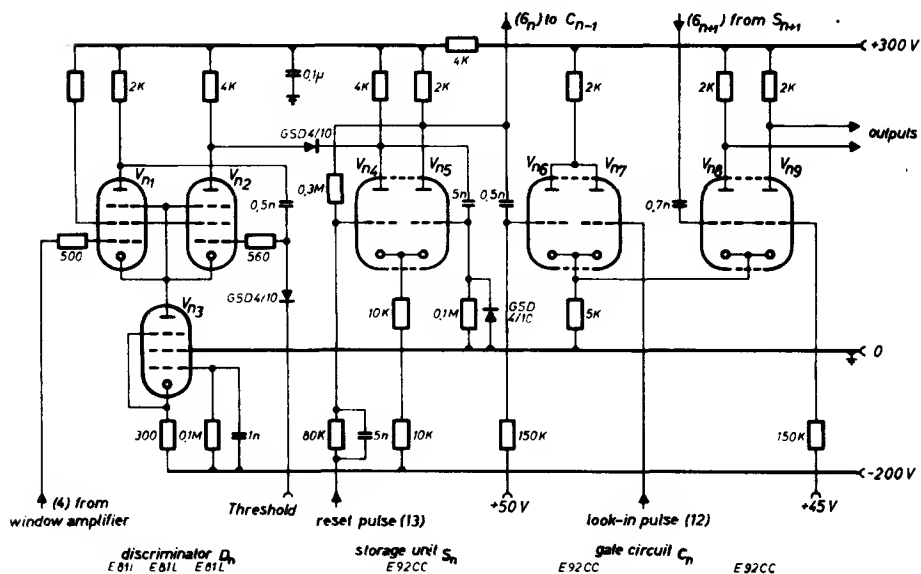 (6n) to Cn-1
(6n+1) from Sn+1
4K
+300V
2K
4K
0,1µ
4K
2K
2K
2K
2K
outputs
GSD4/10
Vn1
Vn2
Vn4
Vn5
Vn6
Vn7
Vn8
Vn9
0,3M
0,5n
5n
0,5n
0,7n
500
560
GSD4/10
Vn3
10K
0,1M
GSD
4/10
5K
0
300
0,1M
1n
80K
5n
10K
150K
150K
-200V
(4) from
window amplifier
Threshold
reset pulse (13)
+50V
look-in pulse (12)
+45V
discriminator Dn
storage unit Sn
gate circuit Cn
E81L E81L E81L
E92CC
E92CC
E92CC